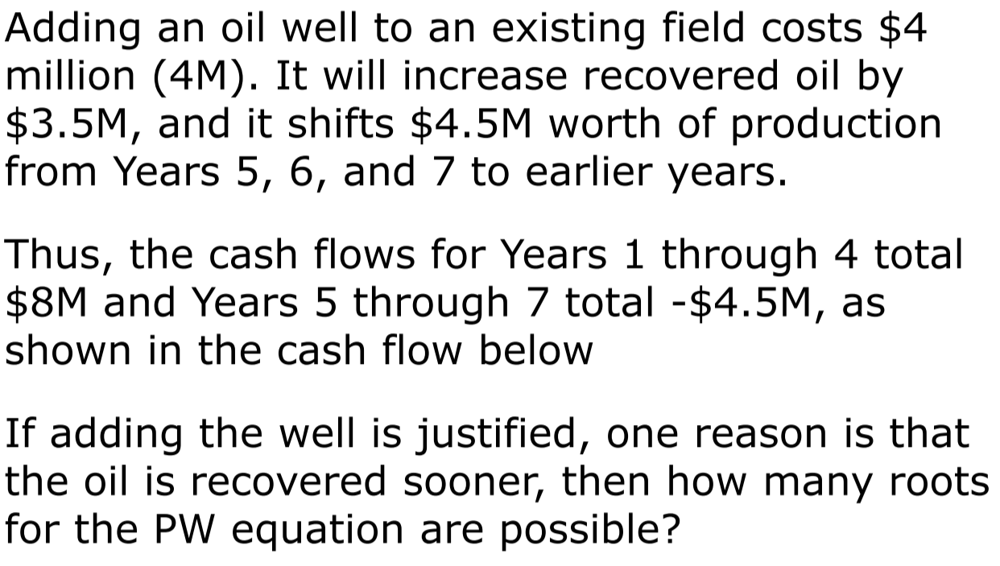 Adding an oil well to an existing field costs $4
million (4M). It will increase recovered oil by
$3.5M, and it shifts $4.5M worth of production
from Years 5, 6, and 7 to earlier years.
Thus, the cash flows for Years 1 through 4 total
$8M and Years 5 through 7 total -$4.5M, as
shown in the cash flow below
If adding the well is justified, one reason is that
the oil is recovered sooner, then how many roots
for the PW equation are possible?